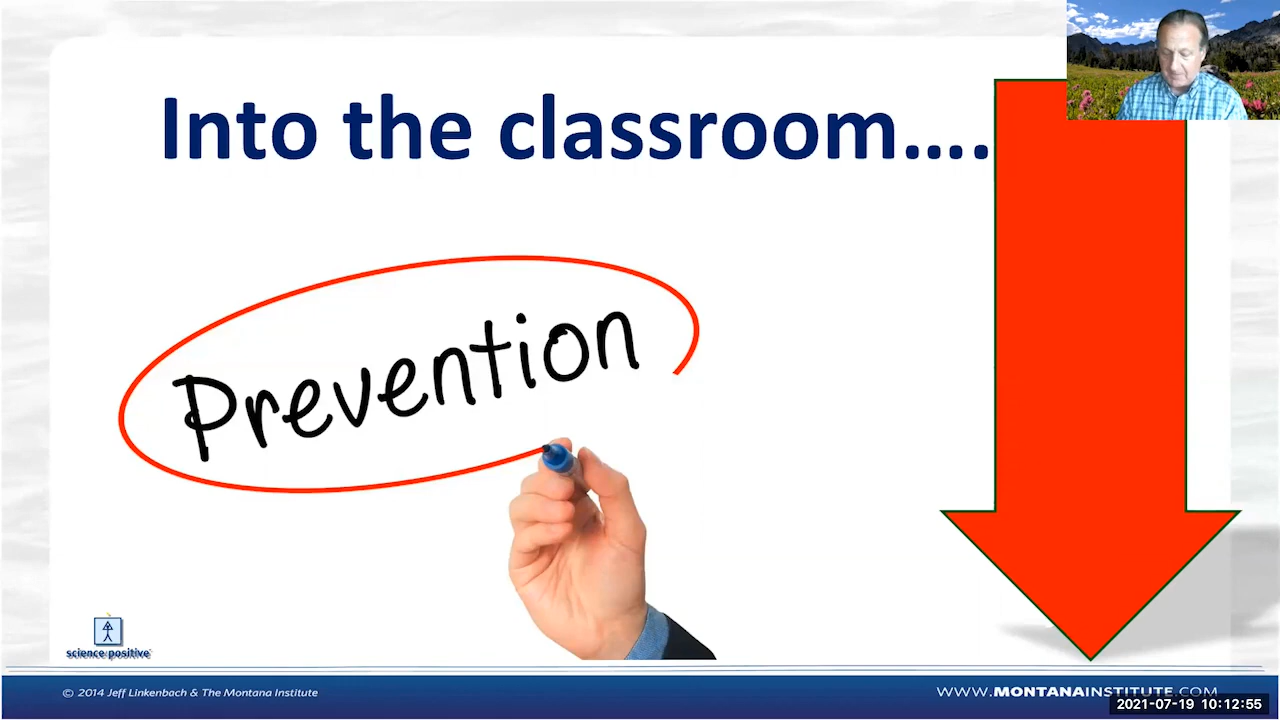 Into the classroom....
Prevention
science positive
© 2014 Jeff Linkenbach & The Montana Institute
WWW.MONTANAINSTITUTE.COM
2021-07-19 10:12:55